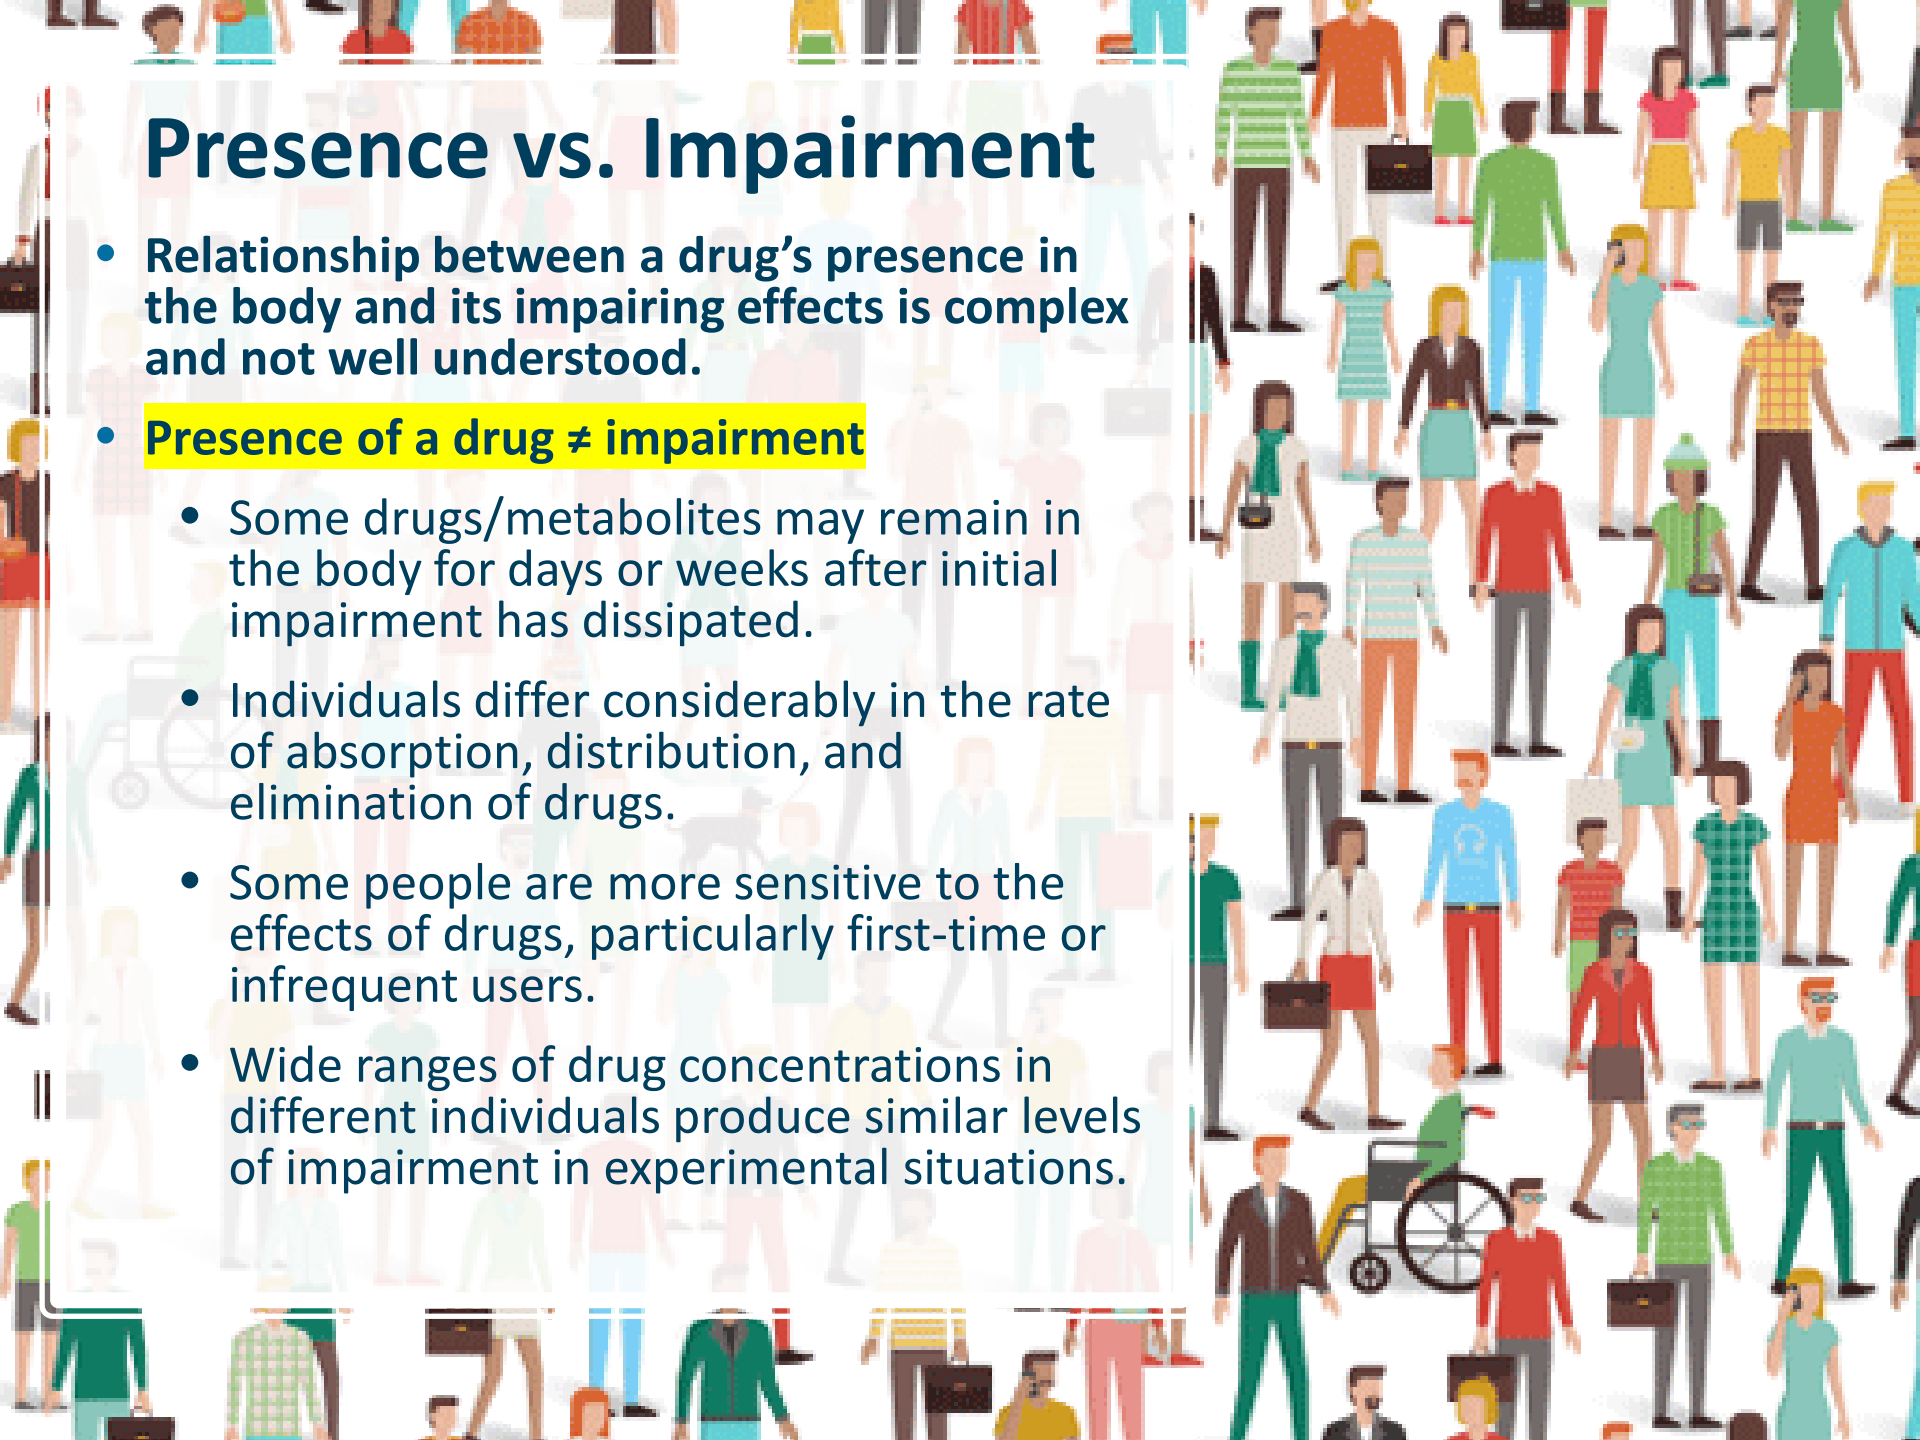 Presence vs. Impairment
• Relationship between a drug’s presence in
the body and its impairing effects is complex
and not well understood.
• Presence of a drug ≠ impairment
• Some drugs/metabolites may remain in
the body for days or weeks after initial
impairment has dissipated.
• Individuals differ considerably in the rate
of absorption, distribution, and
elimination of drugs.
• Some people are more sensitive to the
effects of drugs, particularly first-time or
infrequent users.
• Wide ranges of drug concentrations in
different individuals produce similar levels
of impairment in experimental situations.